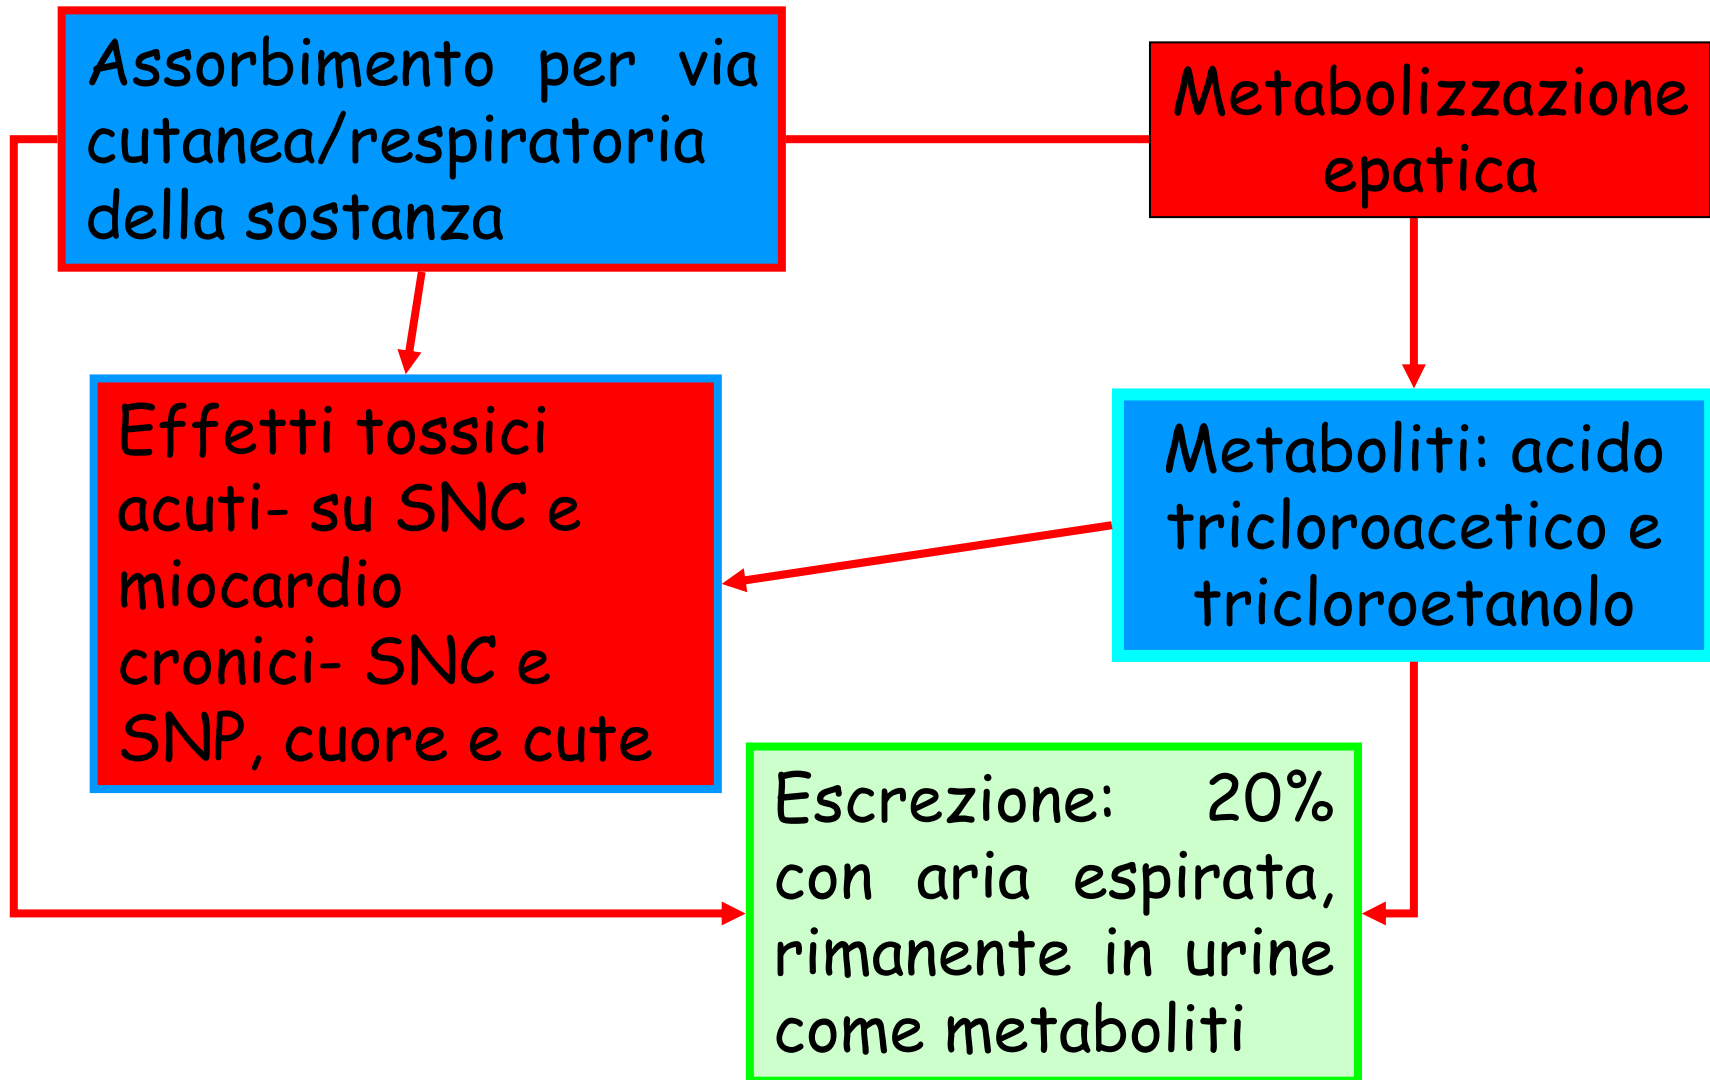 Assorbimento per via
cutanea/respiratoria
della sostanza
Metabolizzazione
epatica
Effetti tossici
acuti- su SNC e
miocardio
cronici- SNC e
SNP, cuore e cute
Metaboliti: acido
tricloroacetico e
tricloroetanolo
Escrezione: 20%
con aria espirata,
rimanente in urine
come metaboliti